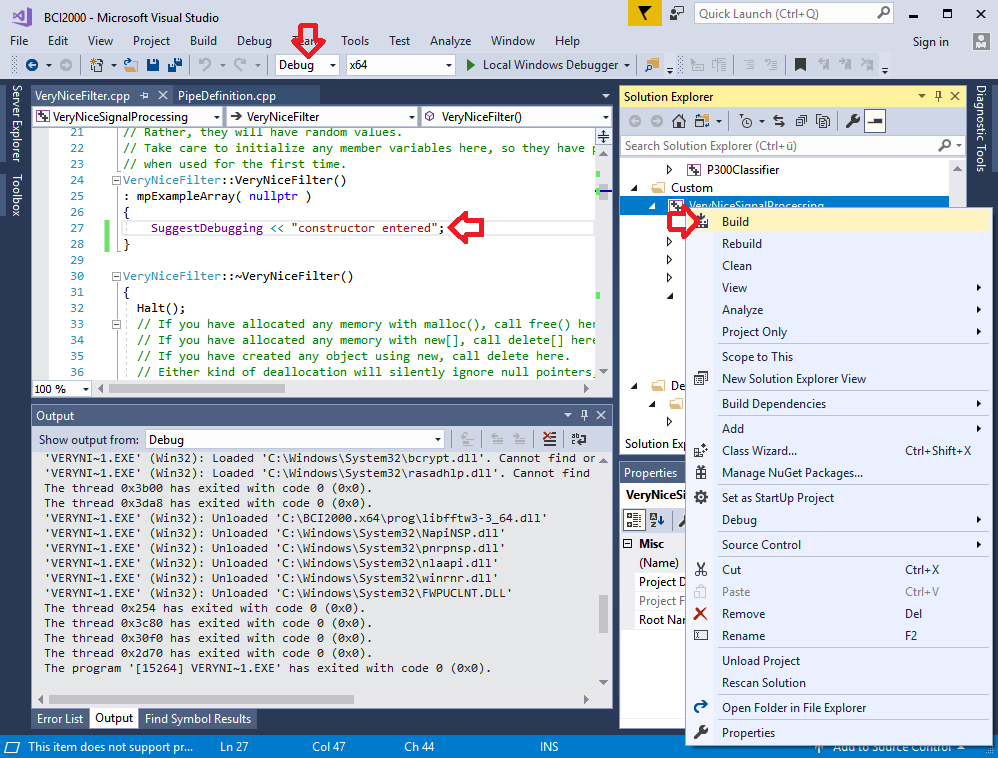 BCI2000 - Microsoft Visual Studio
Quick Launch (Ctrl+Q)
File Edit View Project Build Debug Tools Test Analyze Window Help
Sign in
Debug x64 Local Windows Debugger
Server Explorer
Toolbox
VeryNiceFilter.cpp PipeDefinition.cpp
VeryNiceSignalProcessing VeryNiceFilter VeryNiceFilter()
21 // Rather, they will have random values.
22 // Take care to initialize any member variables here, so they have p
23 // when used for the first time.
24 VeryNiceFilter::VeryNiceFilter()
25 : mpExampleArray( nullptr )
26 {
27 SuggestDebugging << "constructor entered";
28 }
29
30 VeryNiceFilter::~VeryNiceFilter()
31 {
32 Halt();
33 // If you have allocated any memory with malloc(), call free() her
34 // If you have allocated any memory with new[], call delete[] here
35 // If you have created any object using new, call delete here.
36 // Either kind of deallocation will silently ignore null pointers,
100 %
Output
Show output from: Debug
'VERYNI~1.EXE' (Win32): Loaded 'C:\Windows\System32\bcrypt.dll'. Cannot find or
'VERYNI~1.EXE' (Win32): Loaded 'C:\Windows\System32\rasadhlp.dll'. Cannot find
The thread 0x3b00 has exited with code 0 (0x0).
The thread 0x3da8 has exited with code 0 (0x0).
'VERYNI~1.EXE' (Win32): Unloaded 'C:\BCI2000.x64\prog\libfftw3-3_64.dll'
'VERYNI~1.EXE' (Win32): Unloaded 'C:\Windows\System32\NapiNSP.dll'
'VERYNI~1.EXE' (Win32): Unloaded 'C:\Windows\System32\pnrpnsp.dll'
'VERYNI~1.EXE' (Win32): Unloaded 'C:\Windows\System32\nlaapi.dll'
'VERYNI~1.EXE' (Win32): Unloaded 'C:\Windows\System32\winrnr.dll'
'VERYNI~1.EXE' (Win32): Unloaded 'C:\Windows\System32\FWPUCLNT.DLL'
The thread 0x254 has exited with code 0 (0x0).
The thread 0x3c80 has exited with code 0 (0x0).
The thread 0x30f0 has exited with code 0 (0x0).
The thread 0x2d70 has exited with code 0 (0x0).
The program '[15264] VERYNI~1.EXE' has exited with code 0 (0x0).
Error List Output Find Symbol Results
Solution Explorer
Search Solution Explorer (Ctrl+ü)
P300Classifier
Custom
VeryNiceSignalProcessing
De
Solution Exp
Properties
VeryNiceSi
Misc
(Name)
Project D
Project F
Root Nar
Diagnostic Tools
Build
Rebuild
Clean
View
Analyze
Project Only
Scope to This
New Solution Explorer View
Build Dependencies
Add
Class Wizard... Ctrl+Shift+X
Manage NuGet Packages...
Set as StartUp Project
Debug
Source Control
Cut Ctrl+X
Paste Ctrl+V
Remove Del
Rename F2
Unload Project
Rescan Solution
Open Folder in File Explorer
Properties
This item does not support pr... Ln 27 Col 47 Ch 44 INS Add to Source Control